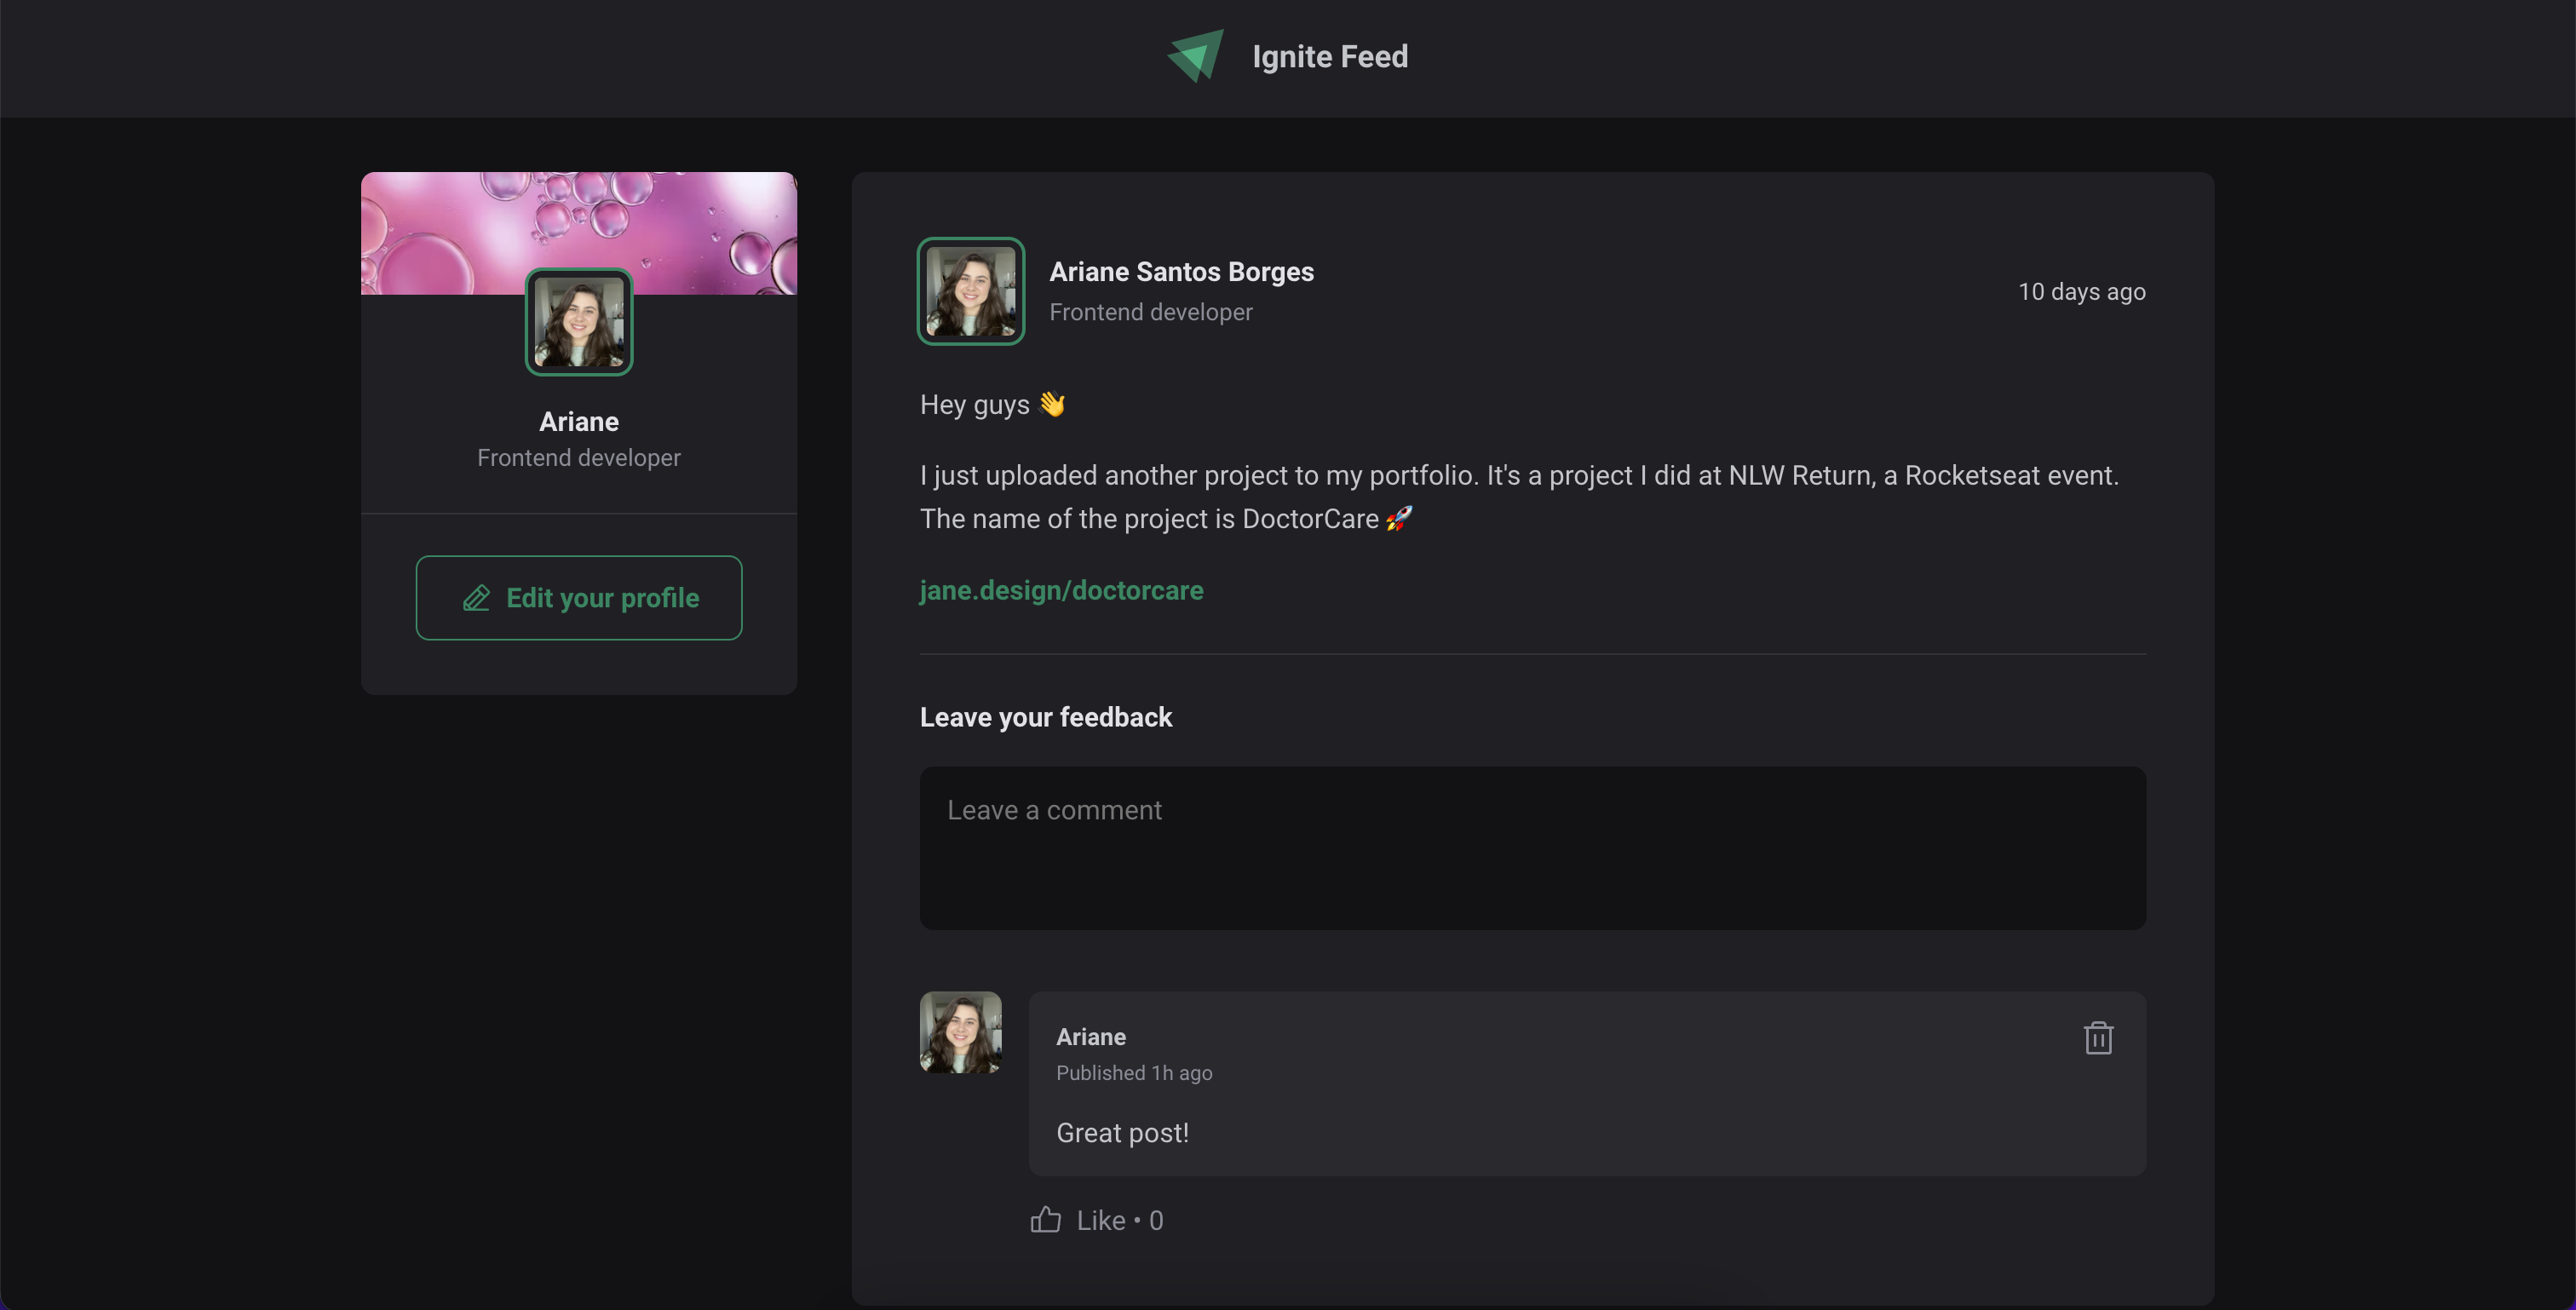 Ignite Feed
Ariane
Frontend developer
Edit your profile
Ariane Santos Borges
Frontend developer
10 days ago
Hey guys 👋
I just uploaded another project to my portfolio. It's a project I did at NLW Return, a Rocketseat event.
The name of the project is DoctorCare 🚀
jane.design/doctorcare
Leave your feedback
Leave a comment
Ariane
Published 1h ago
Great post!
Like • 0